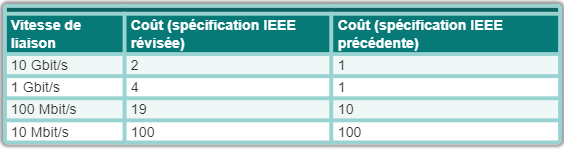 Vitesse de liaison Coût (spécification IEEE révisée) Coût (spécification IEEE précédente)
10 Gbit/s 2 1
1 Gbit/s 4 1
100 Mbit/s 19 10
10 Mbit/s 100 100